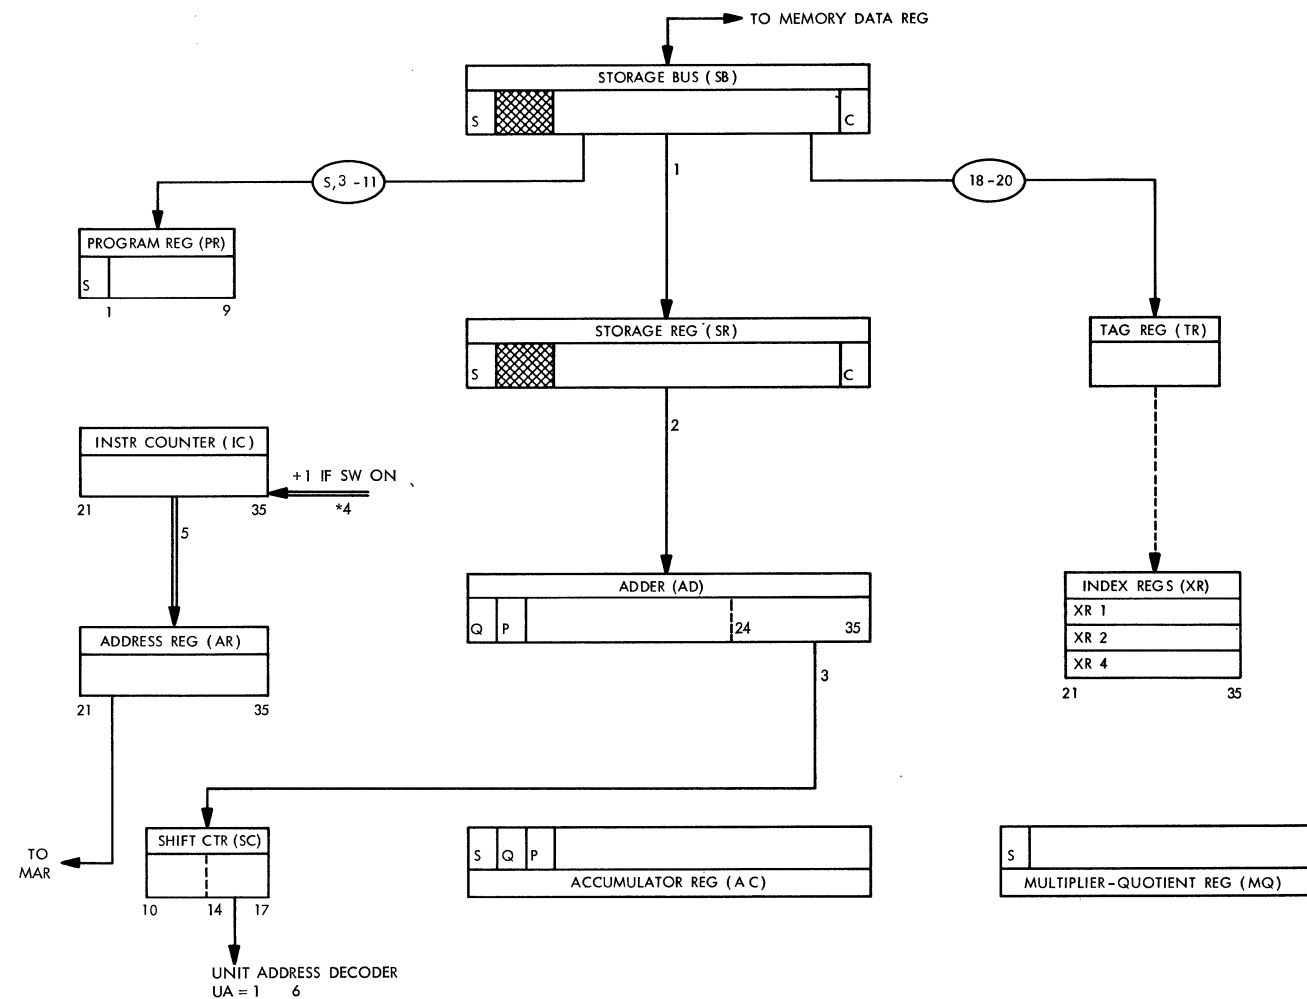 TO MEMORY DATA REG
STORAGE BUS (SB)
S
C
S,3-11
1
18-20
PROGRAM REG (PR)
S
1 9
STORAGE REG (SR)
S
C
TAG REG (TR)
2
INSTR COUNTER (IC)
+1 IF SW ON
*4
21 35
5
ADDER (AD)
Q P 24 35
INDEX REGS (XR)
XR 1
XR 2
XR 4
21 35
ADDRESS REG (AR)
21 35
3
SHIFT CTR (SC)
10 14 17
TO
MAR
S Q P
ACCUMULATOR REG (AC)
S
MULTIPLIER-QUOTIENT REG (MQ)
UNIT ADDRESS DECODER
UA = 1 6